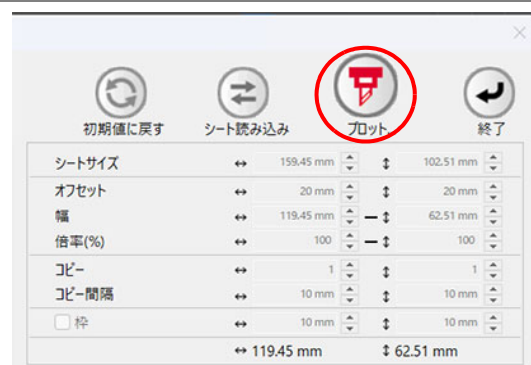 初期値に戻す シート読み込み プロット 終了
シートサイズ ↔ 159.45 mm ↕ 102.51 mm
オフセット ↔ 20 mm ↕ 20 mm
幅 ↔ 119.45 mm ↕ 62.51 mm
倍率(%) ↔ 100 ↕ 100
コピー ↔ 1 ↕ 1
コピー間隔 ↔ 10 mm ↕ 10 mm
枠 ↔ 10 mm ↕ 10 mm
↔ 119.45 mm ↕ 62.51 mm